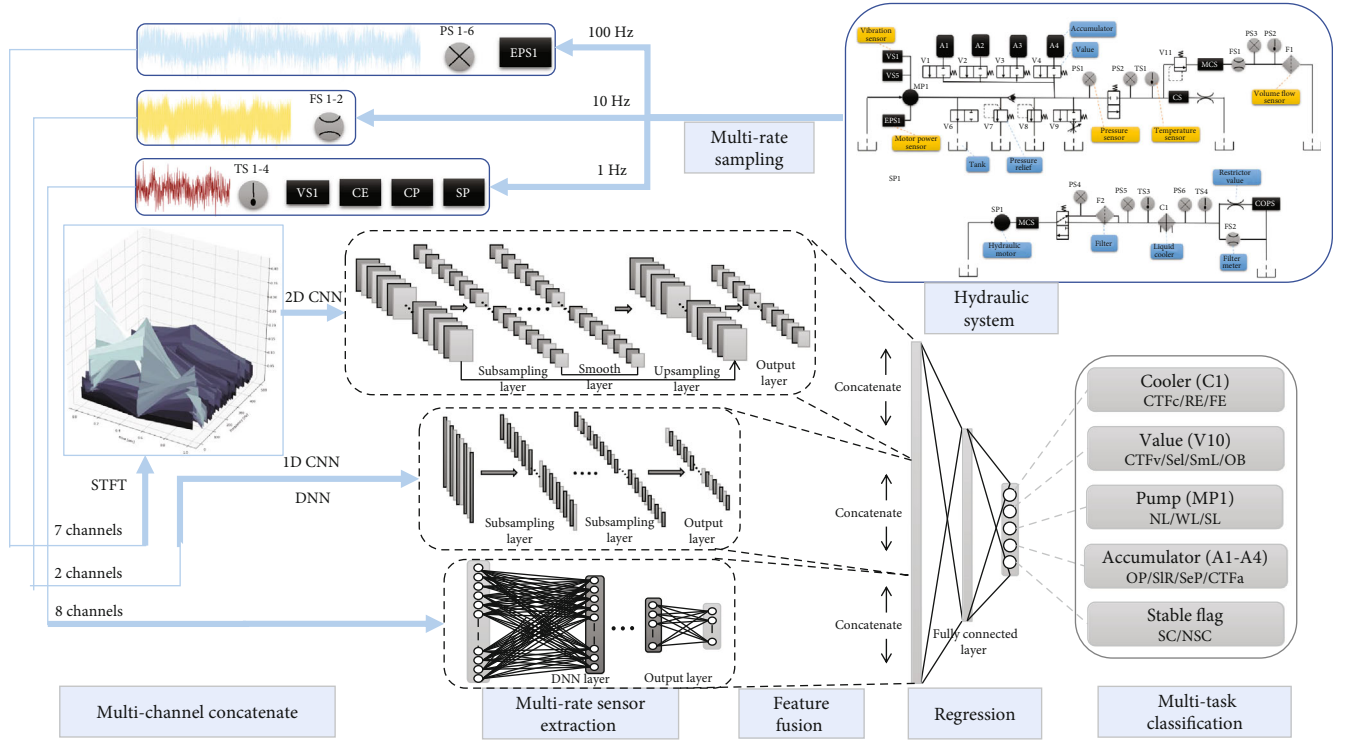 PS 1-6
EPS1
100 Hz
FS 1-2
10 Hz
TS 1-4
VS1
CE
CP
SP
1 Hz
Multi-rate
sampling
Vibration
sensor
VS1
VS5
MP1
EPS1
Motor power
sensor
A1
A2
A3
A4
Accumulator
Value
V1
V2
V3
V4
V6
V7
V8
V9
Tank
Pressure
relief
PS1
PS2
TS1
Pressure
sensor
Temperature
sensor
V11
MCS
CS
FS1
PS3
PS2
F1
Volume flow
sensor
SP1
SP1
Hydraulic
motor
MCS
PS4
F2
Filter
PS5
TS3
C1
Liquid
cooler
PS6
TS4
Restrictor
value
COPS
FS2
Filter
meter
Hydraulic
system
2D CNN
Subsampling
layer
Smooth
layer
Upsampling
layer
Output
layer
STFT
1D CNN
DNN
Subsampling
layer
Subsampling
layer
Output
layer
7 channels
2 channels
8 channels
DNN layer
Output layer
Concatenate
Concatenate
Concatenate
Fully connected
layer
Cooler (C1)
CTFc/RE/FE
Value (V10)
CTFv/Sel/SmL/OB
Pump (MP1)
NL/WL/SL
Accumulator (A1-A4)
OP/SlR/SeP/CTFa
Stable flag
SC/NSC
Multi-channel concatenate
Multi-rate sensor
extraction
Feature
fusion
Regression
Multi-task
classification